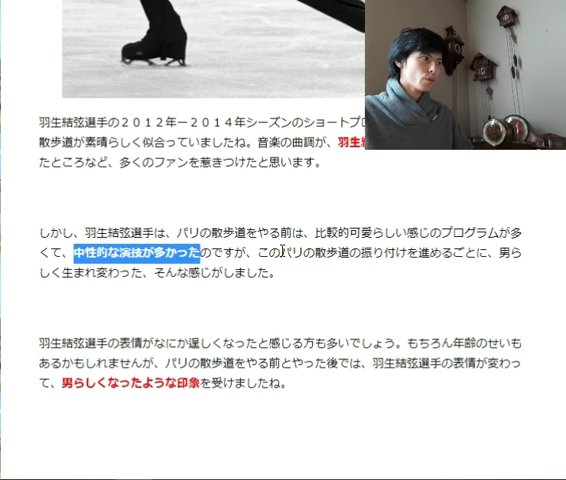 羽生結弦選手の２０１２年ー２０１４年シーズンのショートプロ
散歩道が素晴らしく似合っていましたね。音楽の曲調が、羽生結
たところなど、多くのファンを惹きつけたと思います。
しかし、羽生結弦選手は、パリの散歩道をやる前は、比較的可愛らしい感じのプログラムが多
くて、中性的な演技が多かったのですが、このパリの散歩道の振り付けを進めるごとに、男ら
しく生まれ変わった、そんな感じがしました。
羽生結弦選手の表情がなにか逞しくなったと感じる方も多いでしょう。もちろん年齢のせいも
あるかもしれませんが、パリの散歩道をやる前とやった後では、羽生結弦選手の表情が変わっ
て、男らしくなったような印象を受けましたね。